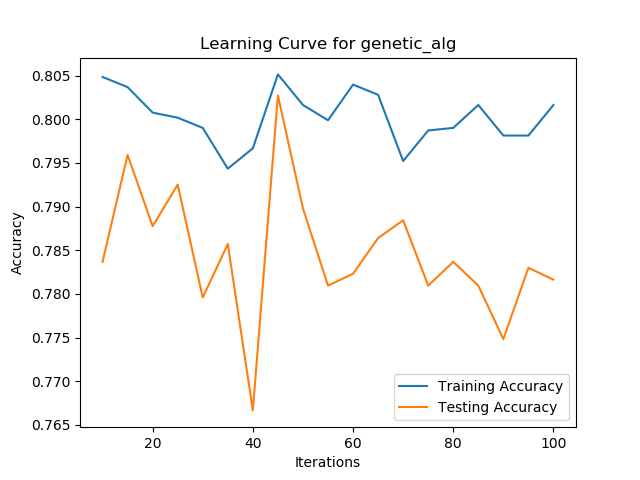 Learning Curve for genetic_alg
0.805
0.800
0.795
0.790
0.785
0.780
0.775
0.770
0.765
Accuracy
Training Accuracy
Testing Accuracy
20 40 60 80 100
Iterations